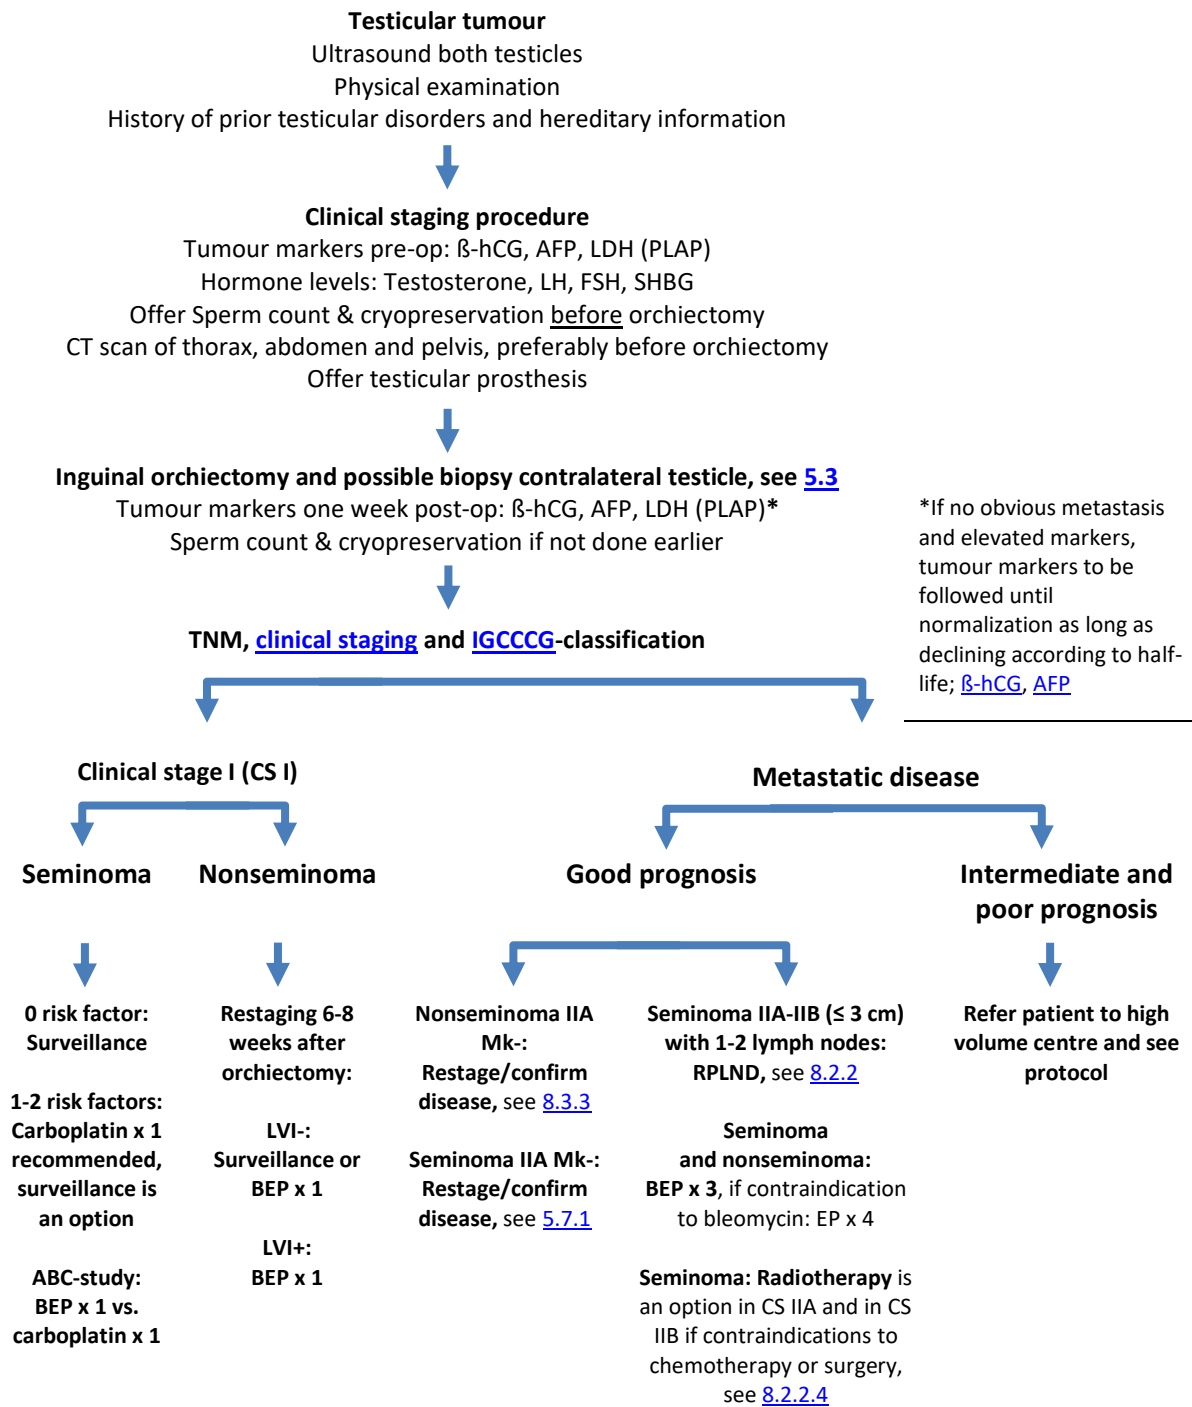 Testicular tumour
Ultrasound both testicles
Physical examination
History of prior testicular disorders and hereditary information
Clinical staging procedure
Tumour markers pre-op: ß-hCG, AFP, LDH (PLAP)
Hormone levels: Testosterone, LH, FSH, SHBG
Offer Sperm count & cryopreservation before orchiectomy
CT scan of thorax, abdomen and pelvis, preferably before orchiectomy
Offer testicular prosthesis
Inguinal orchiectomy and possible biopsy contralateral testicle, see 5.3
Tumour markers one week post-op: ß-hCG, AFP, LDH (PLAP)*
Sperm count & cryopreservation if not done earlier
*If no obvious metastasis
and elevated markers,
tumour markers to be
followed until
normalization as long as
declining according to half-
life; ß-hCG, AFP
TNM, clinical staging and IGCCCG-classification
Clinical stage I (CS I)
Metastatic disease
Seminoma
Nonseminoma
Good prognosis
Intermediate and
poor prognosis
0 risk factor:
Surveillance
1-2 risk factors:
Carboplatin x 1
recommended,
surveillance is
an option
ABC-study:
BEP x 1 vs.
carboplatin x 1
Restaging 6-8
weeks after
orchiectomy:
LVI-:
Surveillance or
BEP x 1
LVI+:
BEP x 1
Nonseminoma IIA
Mk-:
Restage/confirm
disease, see 8.3.3
Seminoma IIA Mk-:
Restage/confirm
disease, see 5.7.1
Seminoma IIA-IIB (≤ 3 cm)
with 1-2 lymph nodes:
RPLND, see 8.2.2
Seminoma
and nonseminoma:
BEP x 3, if contraindication
to bleomycin: EP x 4
Seminoma: Radiotherapy is
an option in CS IIA and in CS
IIB if contraindications to
chemotherapy or surgery,
see 8.2.2.4
Refer patient to high
volume centre and see
protocol